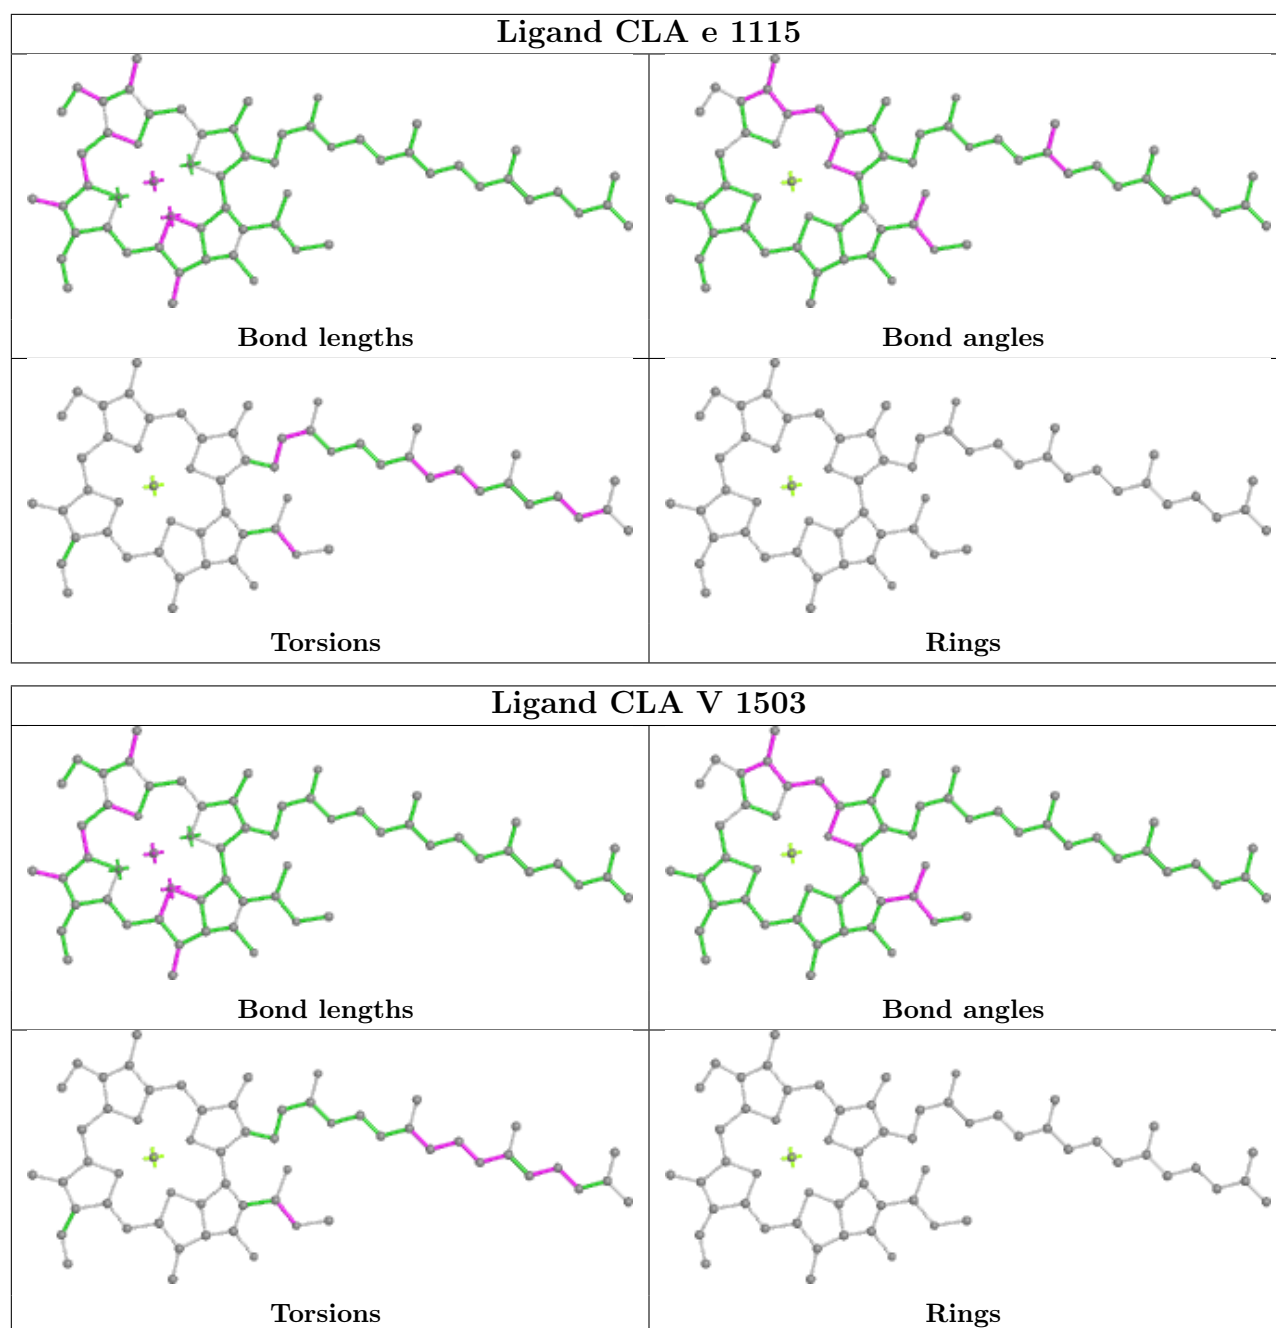 Ligand CLA e 1115
Bond lengths
Bond angles
Torsions
Rings
Ligand CLA V 1503
Bond lengths
Bond angles
Torsions
Rings